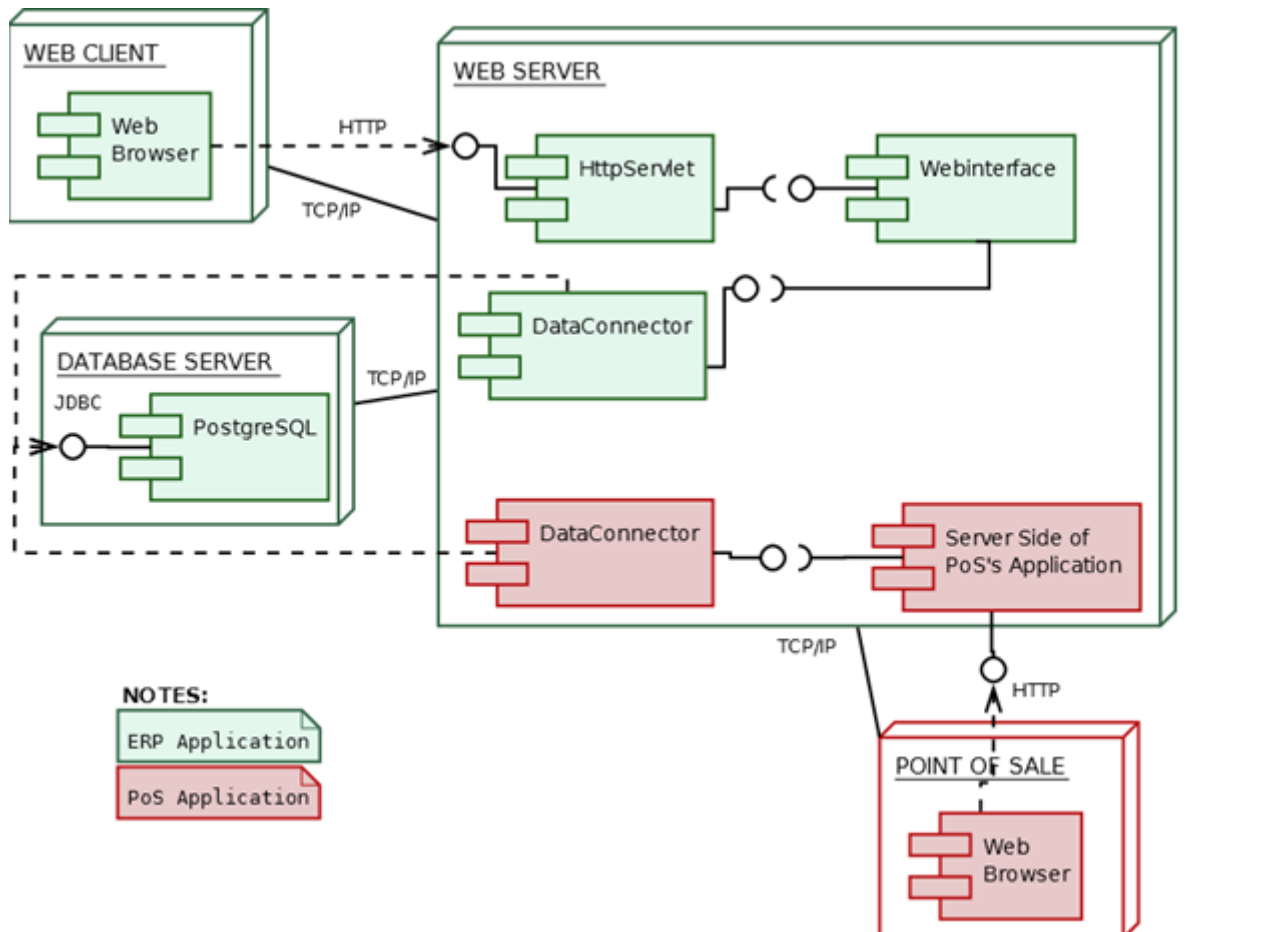 WEB CLIENT
Web
Browser
HTTP
TCP/IP
WEB SERVER
HttpServlet
Webinterface
DataConnector
DATABASE SERVER
JDBC
PostgreSQL
TCP/IP
DataConnector
Server Side of
PoS's Application
TCP/IP
HTTP
NOTES:
ERP Application
PoS Application
POINT OF SALE
Web
Browser